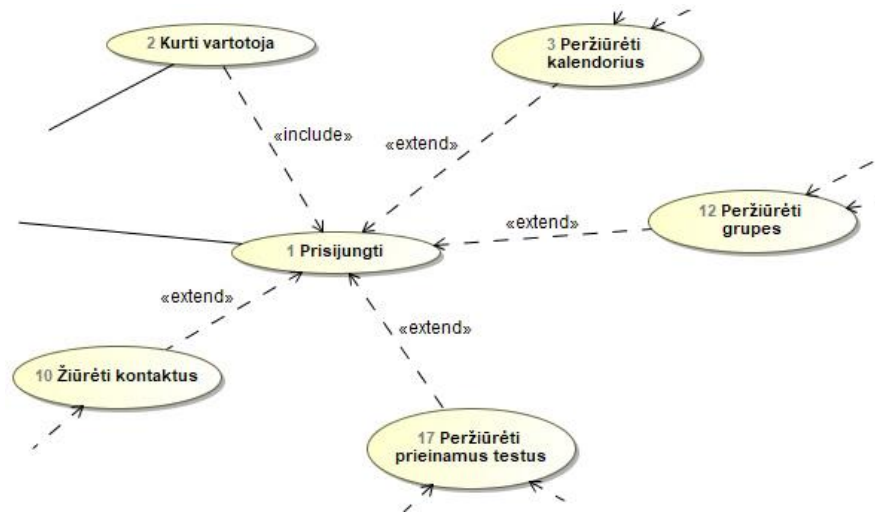 2 Kurti vartotoja
3 Peržiūrėti
kalendorius
«include»
«extend»
12 Peržiūrėti
grupes
«extend»
1 Prisijungti
«extend»
«extend»
10 Žiūrėti kontaktus
17 Peržiūrėti
prieinamus testus